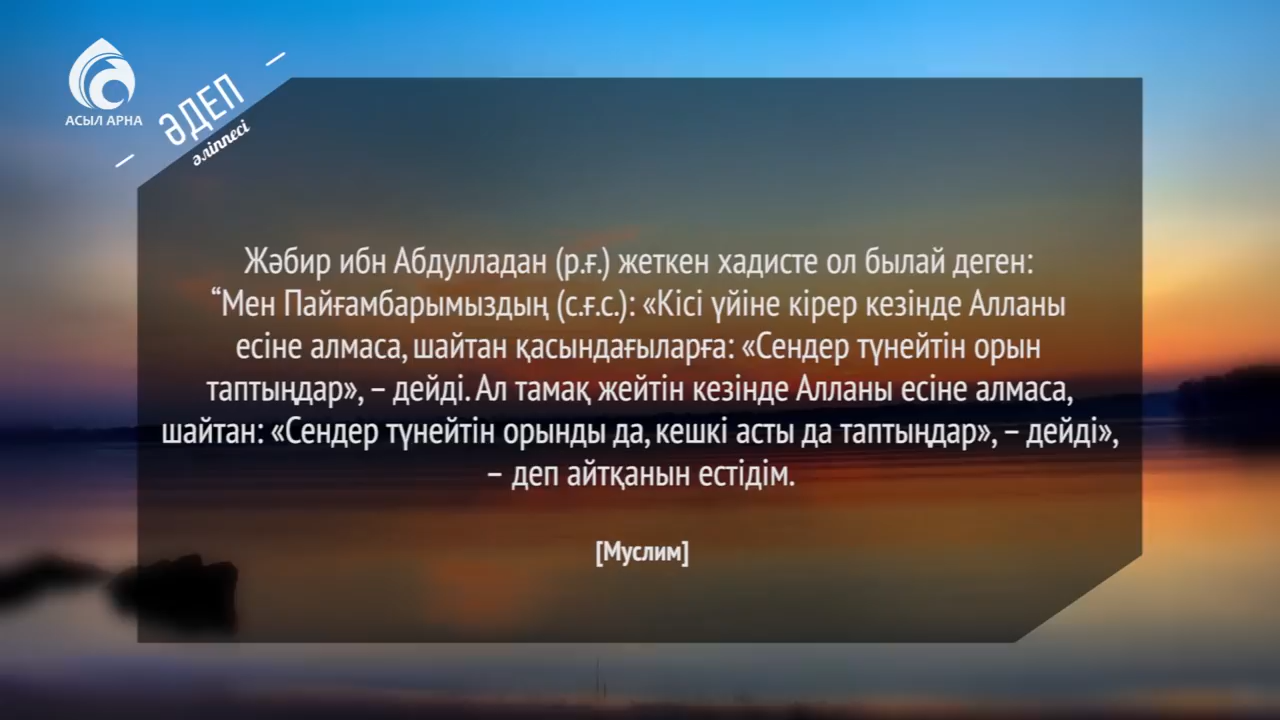 АСЫЛ АРНА
ӘДЕП
әліппесі
Жәбир ибн Абдулладан (р.ғ.) жеткен хадисте ол былай деген:
“Мен Пайғамбарымыздың (с.ғ.с.): «Кісі үйіне кірер кезінде Алланы
есіне алмаса, шайтан қасындағыларға: «Сендер түнейтін орын
таптыңдар», – дейді. Ал тамақ жейтін кезінде Алланы есіне алмаса,
шайтан: «Сендер түнейтін орынды да, кешкі асты да таптыңдар», – дейді»,
– деп айтқанын естідім.
[Муслим]